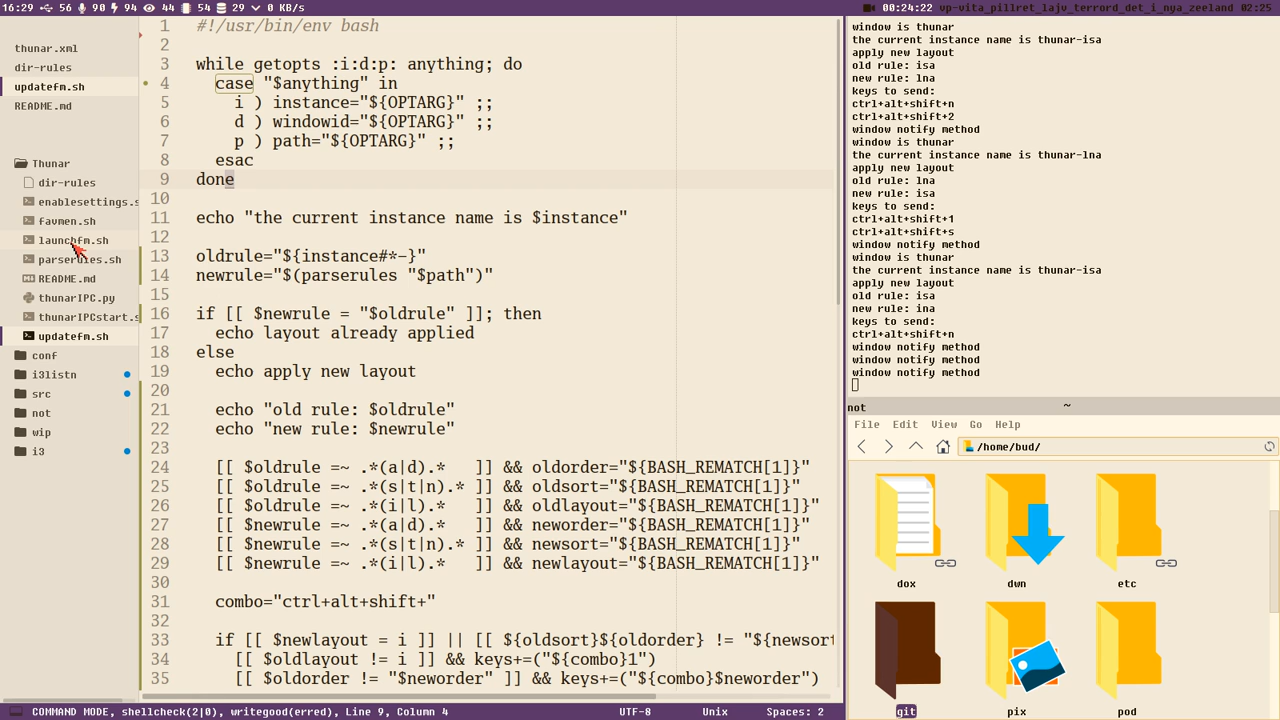 16:29 56 90 94 44 54 29 0 KB/s
00:24:22 vp-vita_pillret_lajv_terrord_det_i_nya_zeeland 02:25
thunar.xml
dir-rules
updatefm.sh
README.md
Thunar
dir-rules
enablesettings.s
favmen.sh
launchfm.sh
parserules.sh
README.md
thunarIPC.py
thunarIPCstart.s
updatefm.sh
conf
i3listn
src
not
wip
i3
1 #!/usr/bin/env bash
2
3 while getopts :i:d:p: anything; do
4 case "$anything" in
5 i ) instance="${OPTARG}" ;;
6 d ) windowid="${OPTARG}" ;;
7 p ) path="${OPTARG}" ;;
8 esac
9 done
10
11 echo "the current instance name is $instance"
12
13 oldrule="${instance#*-}"
14 newrule="$(parserules "$path")"
15
16 if [[ $newrule = "$oldrule" ]]; then
17 echo layout already applied
18 else
19 echo apply new layout
20
21 echo "old rule: $oldrule"
22 echo "new rule: $newrule"
23
24 [[ $oldrule =~ .*(a|d).* ]] && oldorder="${BASH_REMATCH[1]}"
25 [[ $oldrule =~ .*(s|t|n).* ]] && oldsort="${BASH_REMATCH[1]}"
26 [[ $oldrule =~ .*(i|l).* ]] && oldlayout="${BASH_REMATCH[1]}"
27 [[ $newrule =~ .*(a|d).* ]] && neworder="${BASH_REMATCH[1]}"
28 [[ $newrule =~ .*(s|t|n).* ]] && newsort="${BASH_REMATCH[1]}"
29 [[ $newrule =~ .*(i|l).* ]] && newlayout="${BASH_REMATCH[1]}"
30
31 combo="ctrl+alt+shift+"
32
33 if [[ $newlayout = i ]] || [[ ${oldsort}${oldorder} != "${newsort
34 [[ $oldlayout != i ]] && keys+=("${combo}1")
35 [[ $oldorder != "$neworder" ]] && keys+=("${combo}$neworder")
COMMAND MODE, shellcheck(2|0), writegood(erred), Line 9, Column 4 UTF-8 Unix Spaces: 2
window is thunar
the current instance name is thunar-isa
apply new layout
old rule: isa
new rule: lna
keys to send:
ctrl+alt+shift+n
ctrl+alt+shift+2
window notify method
window is thunar
the current instance name is thunar-lna
apply new layout
old rule: lna
new rule: isa
keys to send:
ctrl+alt+shift+1
ctrl+alt+shift+s
window notify method
window is thunar
the current instance name is thunar-isa
apply new layout
old rule: isa
new rule: ina
keys to send:
ctrl+alt+shift+n
window notify method
window notify method
window notify method
not ~
File Edit View Go Help
/home/bud/
dox dwn etc
git pix pod